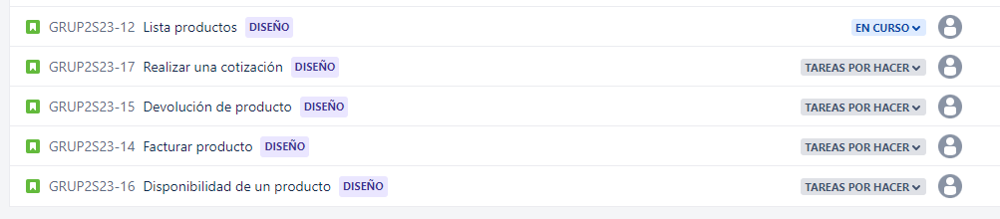 GRUP2S23-12 Lista productos DISEÑO EN CURSO
GRUP2S23-17 Realizar una cotización DISEÑO TAREAS POR HACER
GRUP2S23-15 Devolución de producto DISEÑO TAREAS POR HACER
GRUP2S23-14 Facturar producto DISEÑO TAREAS POR HACER
GRUP2S23-16 Disponibilidad de un producto DISEÑO TAREAS POR HACER